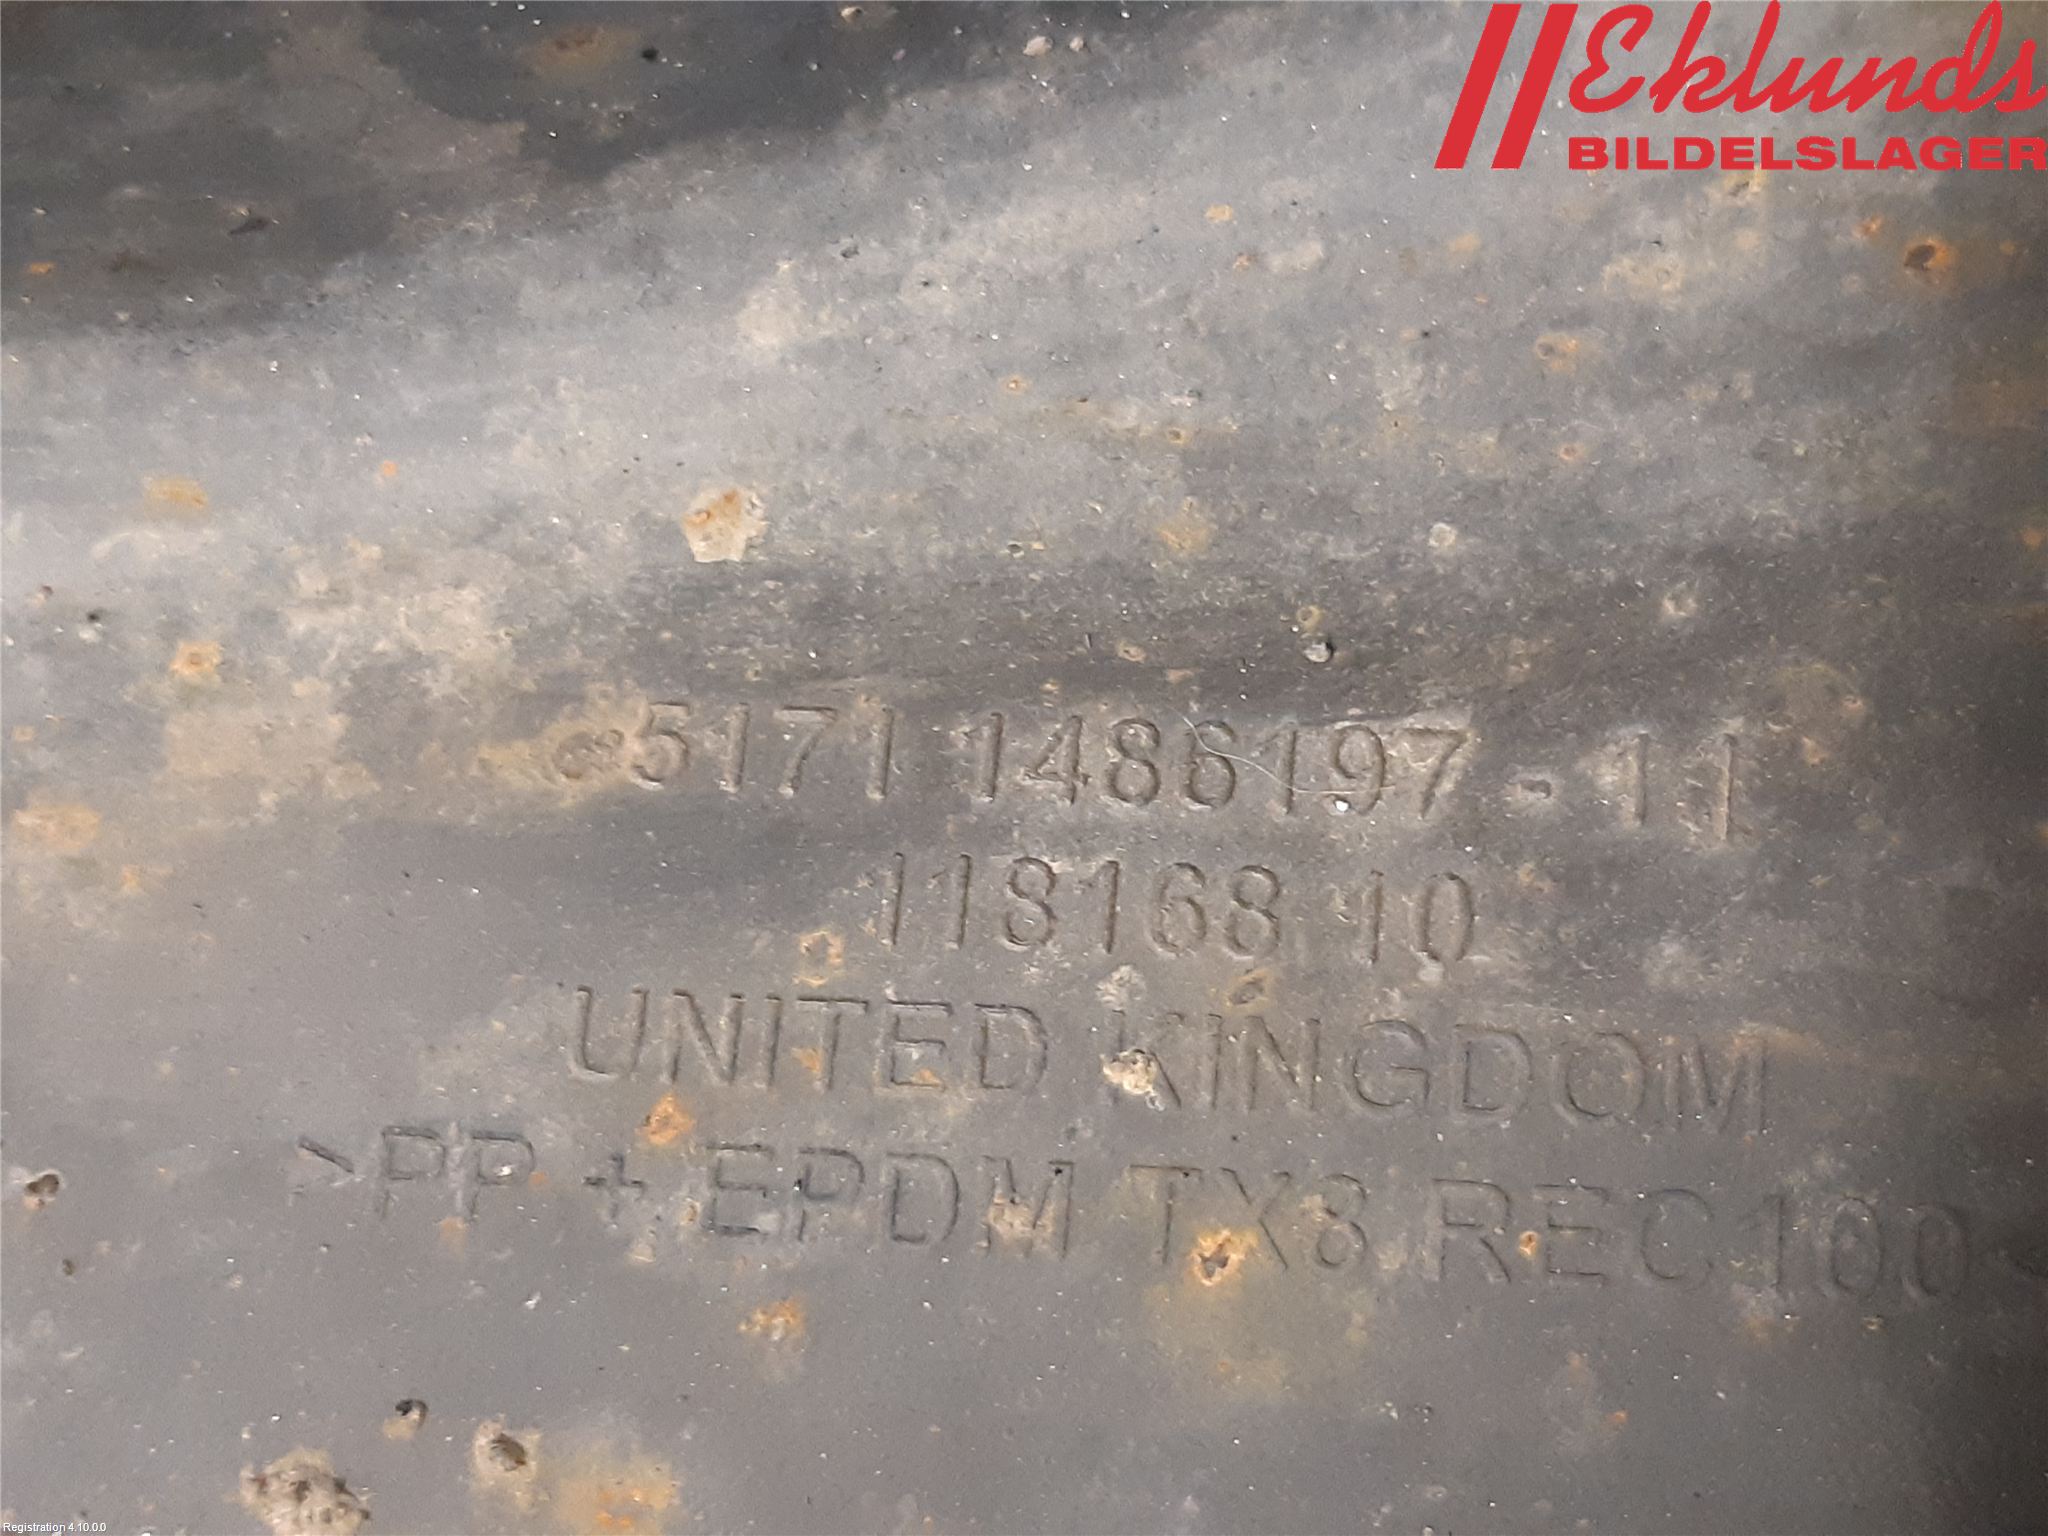 Eklunds
BILDELSLAGER
5171 1486197 - 11
118168 10
UNITED KINGDOM
>PP + EPDM TX8 REC100<
Registration 4.10.0.0